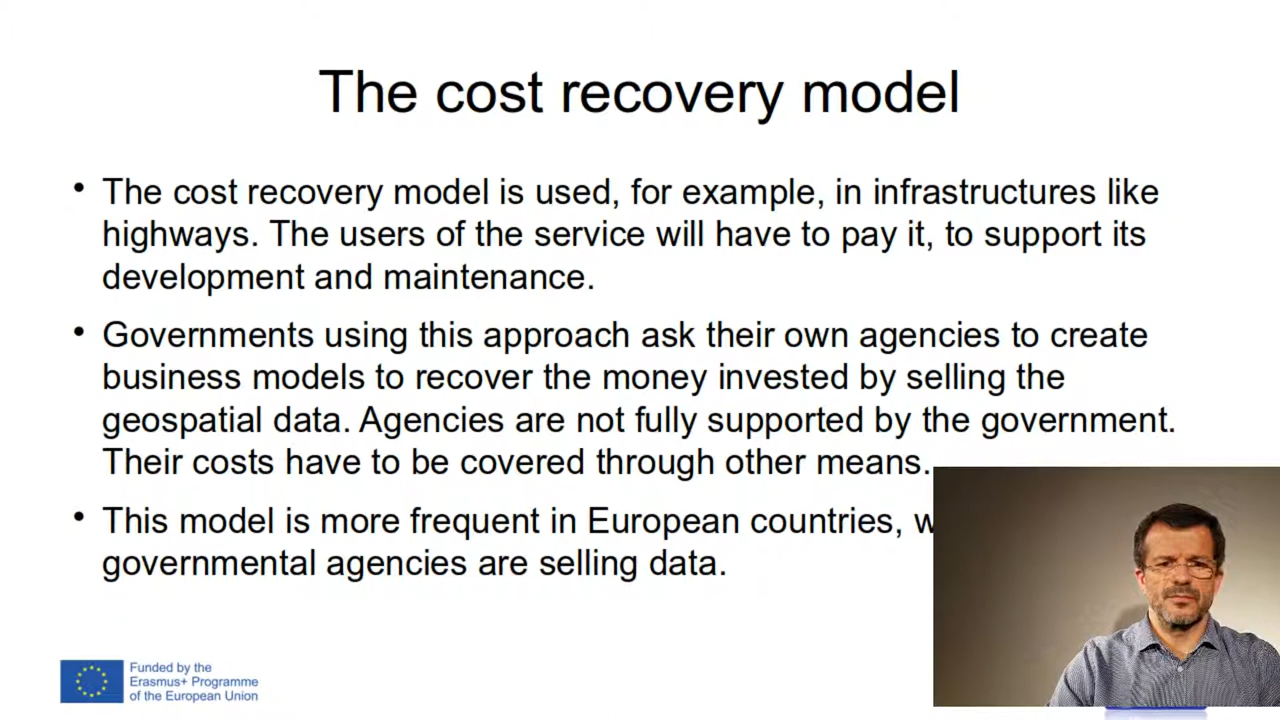 The cost recovery model
• The cost recovery model is used, for example, in infrastructures like
highways. The users of the service will have to pay it, to support its
development and maintenance.
• Governments using this approach ask their own agencies to create
business models to recover the money invested by selling the
geospatial data. Agencies are not fully supported by the government.
Their costs have to be covered through other means.
• This model is more frequent in European countries,
governmental agencies are selling data.
Funded by the
Erasmus+ Programme
of the European Union